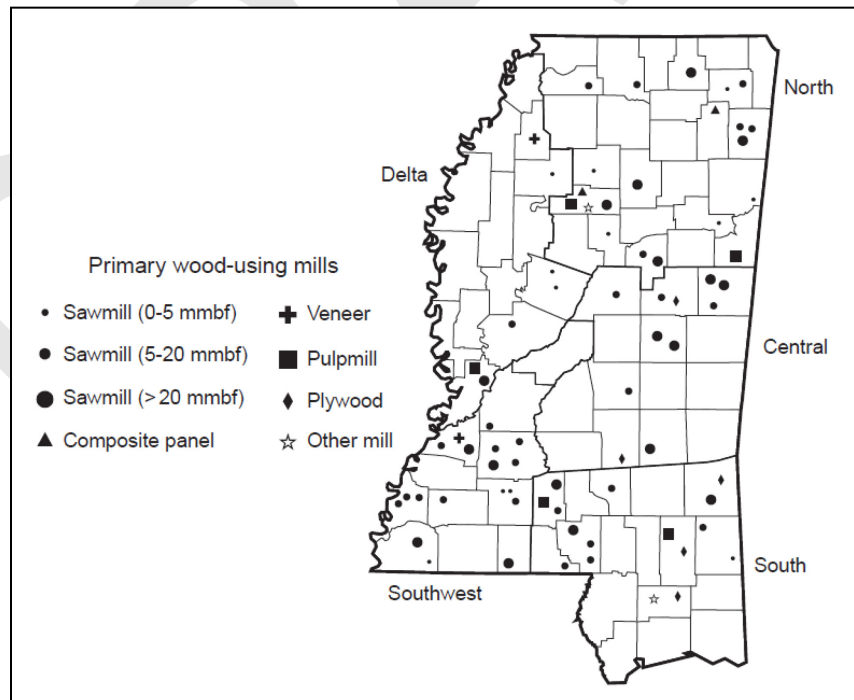 North
Delta
Primary wood-using mills
Sawmill (0-5 mmbf)
Veneer
Sawmill (5-20 mmbf)
Pulpmill
Central
Sawmill (> 20 mmbf)
Plywood
Composite panel
Other mill
South
Southwest